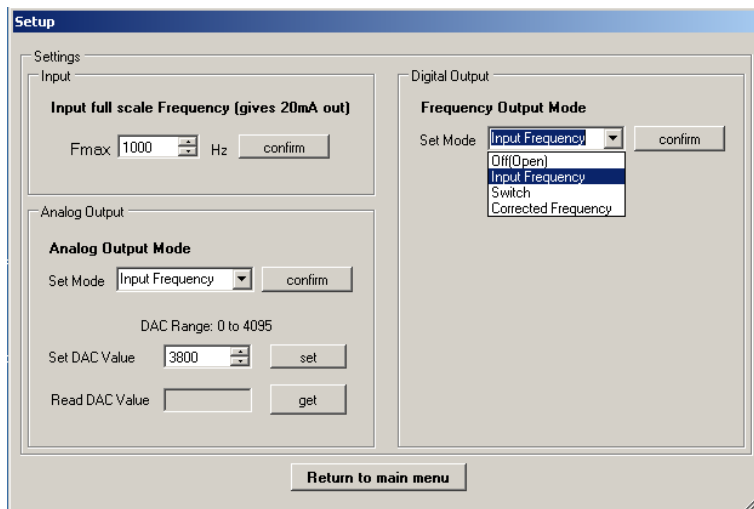 Setup
Settings
Input
Input full scale Frequency (gives 20mA out)
Fmax 1000 Hz confirm
Analog Output
Analog Output Mode
Set Mode Input Frequency confirm
DAC Range: 0 to 4095
Set DAC Value 3800 set
Read DAC Value get
Digital Output
Frequency Output Mode
Set Mode Input Frequency confirm
Off(Open)
Input Frequency
Switch
Corrected Frequency
Return to main menu